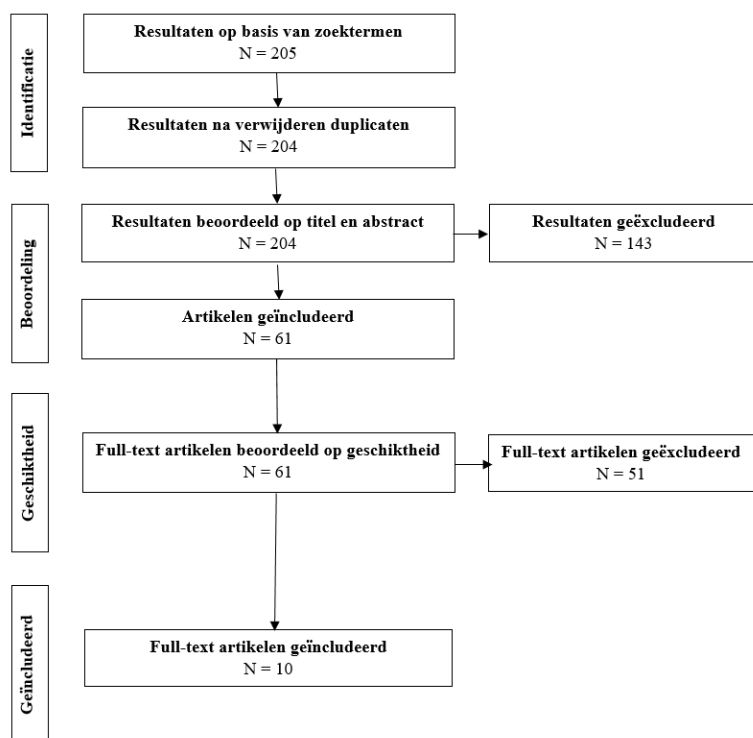 Identificatie
Resultaten op basis van zoektermen
N = 205
Resultaten na verwijderen duplicaten
N = 204
Beoordeling
Resultaten beoordeeld op titel en abstract
N = 204
Resultaten geëxcludeerd
N = 143
Artikelen geïncludeerd
N = 61
Geschiktheid
Full-text artikelen beoordeeld op geschiktheid
N = 61
Full-text artikelen geëxcludeerd
N = 51
Geïncludeerd
Full-text artikelen geïncludeerd
N = 10